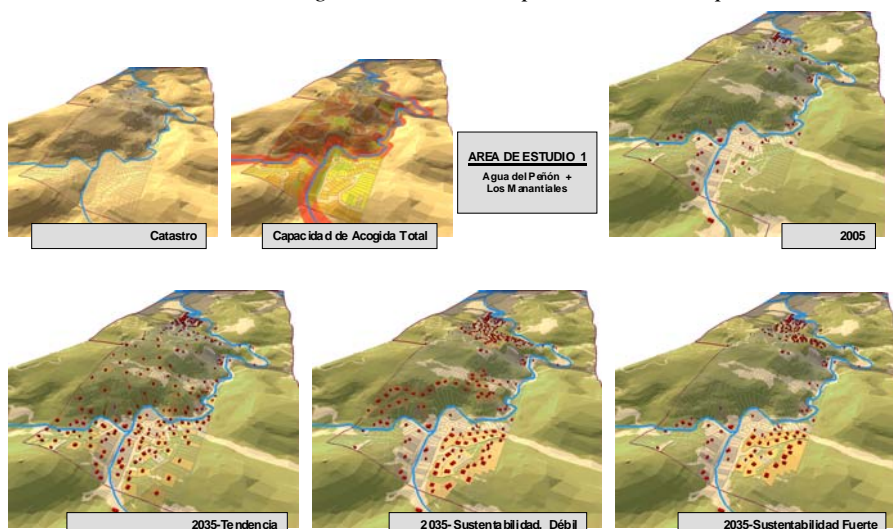 Catastro
Capacidad de Acogida Total
AREA DE ESTUDIO 1
Agua del Peñón +
Los Manantiales
2005
2035-Tendencia
2035- Sustentabilidad. Débil
2035-Sustentabilidad Fuerte